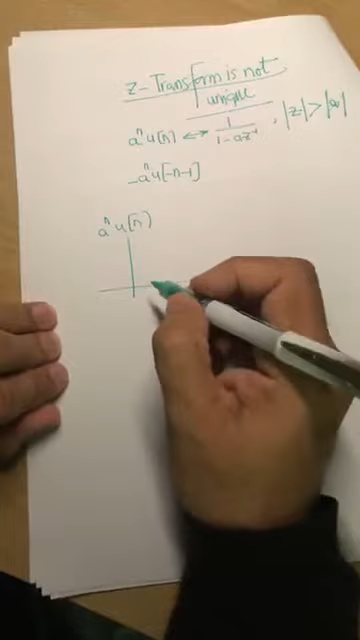 z-Transform is not
unique
aⁿu[n] ↔ 1/(1-az⁻¹), |z|>|a|
-aⁿu[-n-1]
aⁿu[n]